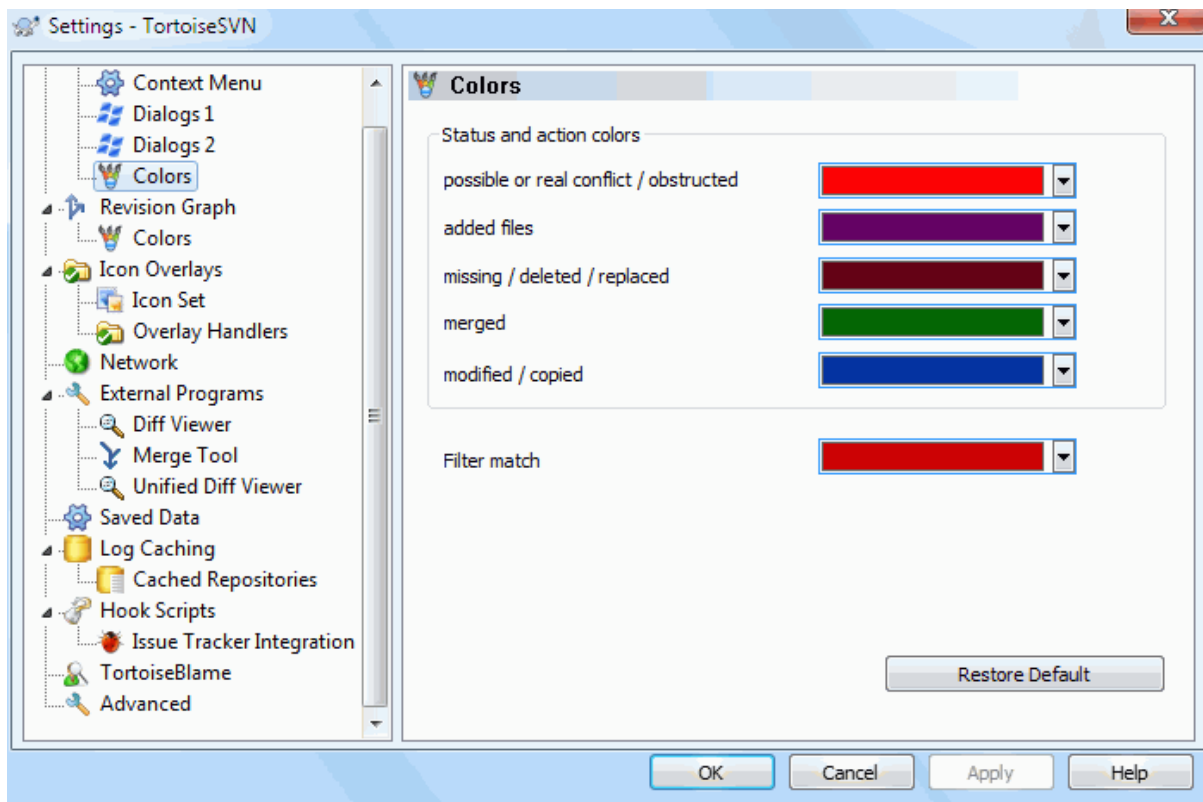 Settings - TortoiseSVN
Context Menu
Dialogs 1
Dialogs 2
Colors
Revision Graph
Colors
Icon Overlays
Icon Set
Overlay Handlers
Network
External Programs
Diff Viewer
Merge Tool
Unified Diff Viewer
Saved Data
Log Caching
Cached Repositories
Hook Scripts
Issue Tracker Integration
TortoiseBlame
Advanced
Colors
Status and action colors
possible or real conflict / obstructed
added files
missing / deleted / replaced
merged
modified / copied
Filter match
Restore Default
OK
Cancel
Apply
Help